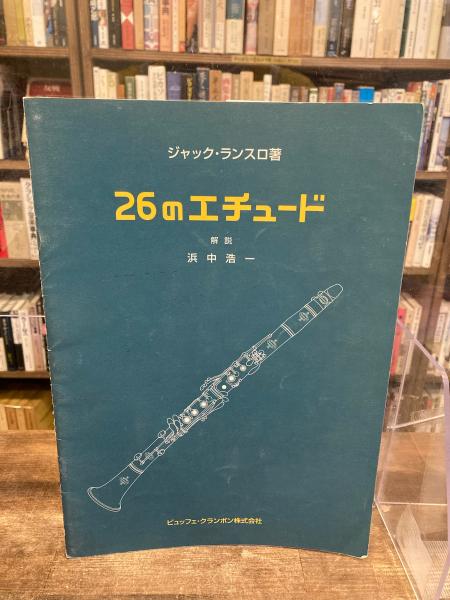 ジャック・ランスロ著
26のエチュード
解説
浜中浩一
ビュッフェ・クランポン株式会社